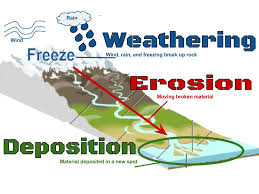 Rain
Wind
Weathering
Freeze
Wind, rain, and freezing break up rock
Erosion
Moving broken material
Deposition
Material deposited in a new spot